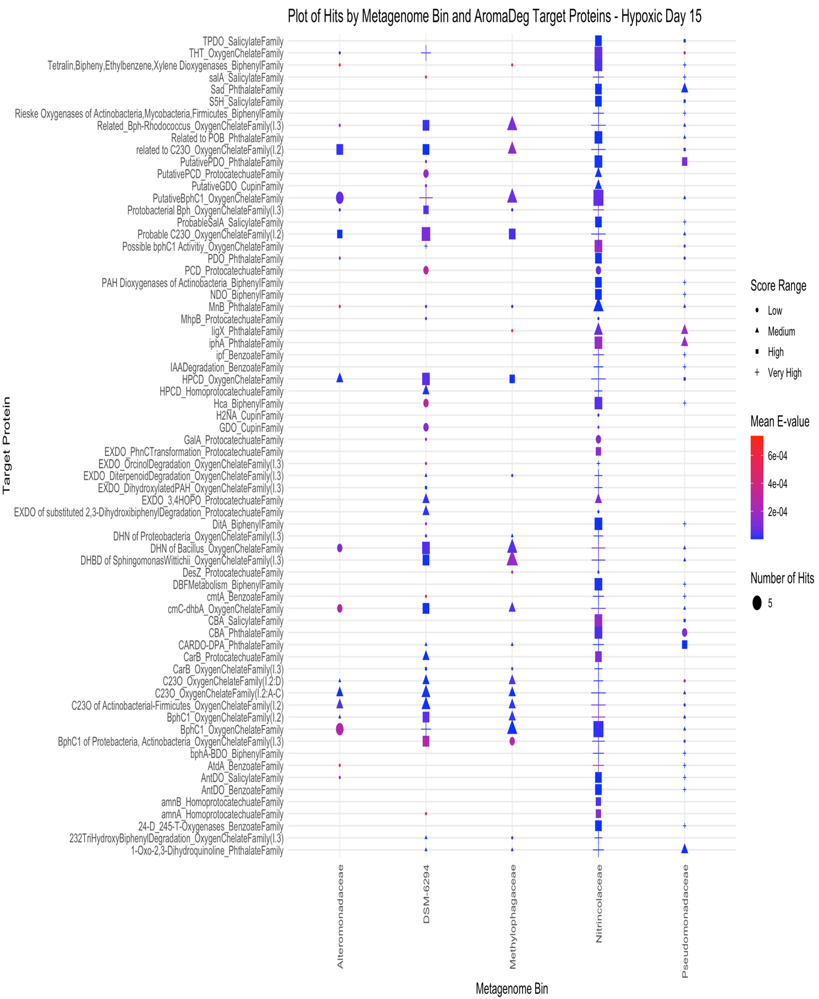 Plot of Hits by Metagenome Bin and AromaDeg Target Proteins - Hypoxic Day 15
Target Protein
TPDO_SalicylateFamily
THT_OxygenChelateFamily
Tetralin,Bipheny,Ethylbenzene,Xylene Dioxygenases_BiphenylFamily
salA_SalicylateFamily
Sad_PhthalateFamily
S5H_SalicylateFamily
Rieske Oxygenases of Actinobacteria,Mycobacteria,Firmicutes_BiphenylFamily
Related_Bph-Rhodococcus_OxygenChelateFamily(I.3)
Related to POB_PhthalateFamily
related to C23O_OxygenChelateFamily(I.2)
PutativePDO_PhthalateFamily
PutativePCD_ProtocatechuateFamily
PutativeGDO_CupinFamily
PutativeBphC1_OxygenChelateFamily
Protobacterial Bph_OxygenChelateFamily(I.3)
ProbableSalA_SalicylateFamily
Probable C23O_OxygenChelateFamily(I.2)
Possible bphC1 Activitiy_OxygenChelateFamily
PDO_PhthalateFamily
PCD_ProtocatechuateFamily
PAH Dioxygenases of Actinobacteria_BiphenylFamily
NDO_BiphenylFamily
MnB_PhthalateFamily
MhpB_ProtocatechuateFamily
ligX_PhthalateFamily
iphA_PhthalateFamily
ipf_BenzoateFamily
IAADegradation_BenzoateFamily
HPCD_OxygenChelateFamily
HPCD_HomoprotocatechuateFamily
Hca_BiphenylFamily
H2NA_CupinFamily
GDO_CupinFamily
GalA_ProtocatechuateFamily
EXDO_PhnCTransformation_ProtocatechuateFamily
EXDO_OrcinolDegradation_OxygenChelateFamily(I.3)
EXDO_DiterpenoidDegradation_OxygenChelateFamily(I.3)
EXDO_DihydroxylatedPAH_OxygenChelateFamily(I.3)
EXDO_3,4HOPO_ProtocatechuateFamily
EXDO of substituted 2,3-DihydroxibiphenylDegradation_ProtocatechuateFamily
DitA_BiphenylFamily
DHN of Proteobacteria_OxygenChelateFamily(I.3)
DHN of Bacillus_OxygenChelateFamily
DHBD of SphingomonasWittichii_OxygenChelateFamily(I.3)
DesZ_ProtocatechuateFamily
DBFMetabolism_BiphenylFamily
cmtA_BenzoateFamily
cmC-dhbA_OxygenChelateFamily
CBA_SalicylateFamily
CBA_PhthalateFamily
CARDO-DPA_PhthalateFamily
CarB_ProtocatechuateFamily
CarB_OxygenChelateFamily(I.3)
C23O_OxygenChelateFamily(I.2:D)
C23O_OxygenChelateFamily(I.2:A-C)
C23O of Actinobacterial-Firmicutes_OxygenChelateFamily(I.2)
BphC1_OxygenChelateFamily(I.2)
BphC1_OxygenChelateFamily
BphC1 of Protebacteria, Actinobacteria_OxygenChelateFamily(I.3)
bphA-BDO_BiphenylFamily
AtdA_BenzoateFamily
AntDO_SalicylateFamily
AntDO_BenzoateFamily
amnB_HomoprotocatechuateFamily
amnA_HomoprotocatechuateFamily
24-D_245-T-Oxygenases_BenzoateFamily
232TriHydroxyBiphenylDegradation_OxygenChelateFamily(I.3)
1-Oxo-2,3-Dihydroquinoline_PhthalateFamily
Alteromonadaceae
DSM-6294
Methylophagaceae
Nitrincolaceae
Pseudomonadaceae
Metagenome Bin
Score Range
Low
Medium
High
Very High
Mean E-value
6e-04
4e-04
2e-04
Number of Hits
5